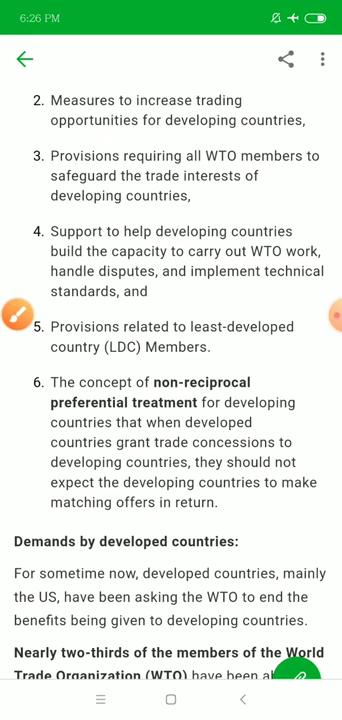 6:26 PM
2. Measures to increase trading
opportunities for developing countries,
3. Provisions requiring all WTO members to
safeguard the trade interests of
developing countries,
4. Support to help developing countries
build the capacity to carry out WTO work,
handle disputes, and implement technical
standards, and
5. Provisions related to least-developed
country (LDC) Members.
6. The concept of non-reciprocal
preferential treatment for developing
countries that when developed
countries grant trade concessions to
developing countries, they should not
expect the developing countries to make
matching offers in return.
Demands by developed countries:
For sometime now, developed countries, mainly
the US, have been asking the WTO to end the
benefits being given to developing countries.
Nearly two-thirds of the members of the World
Trade Organization (WTO) have been